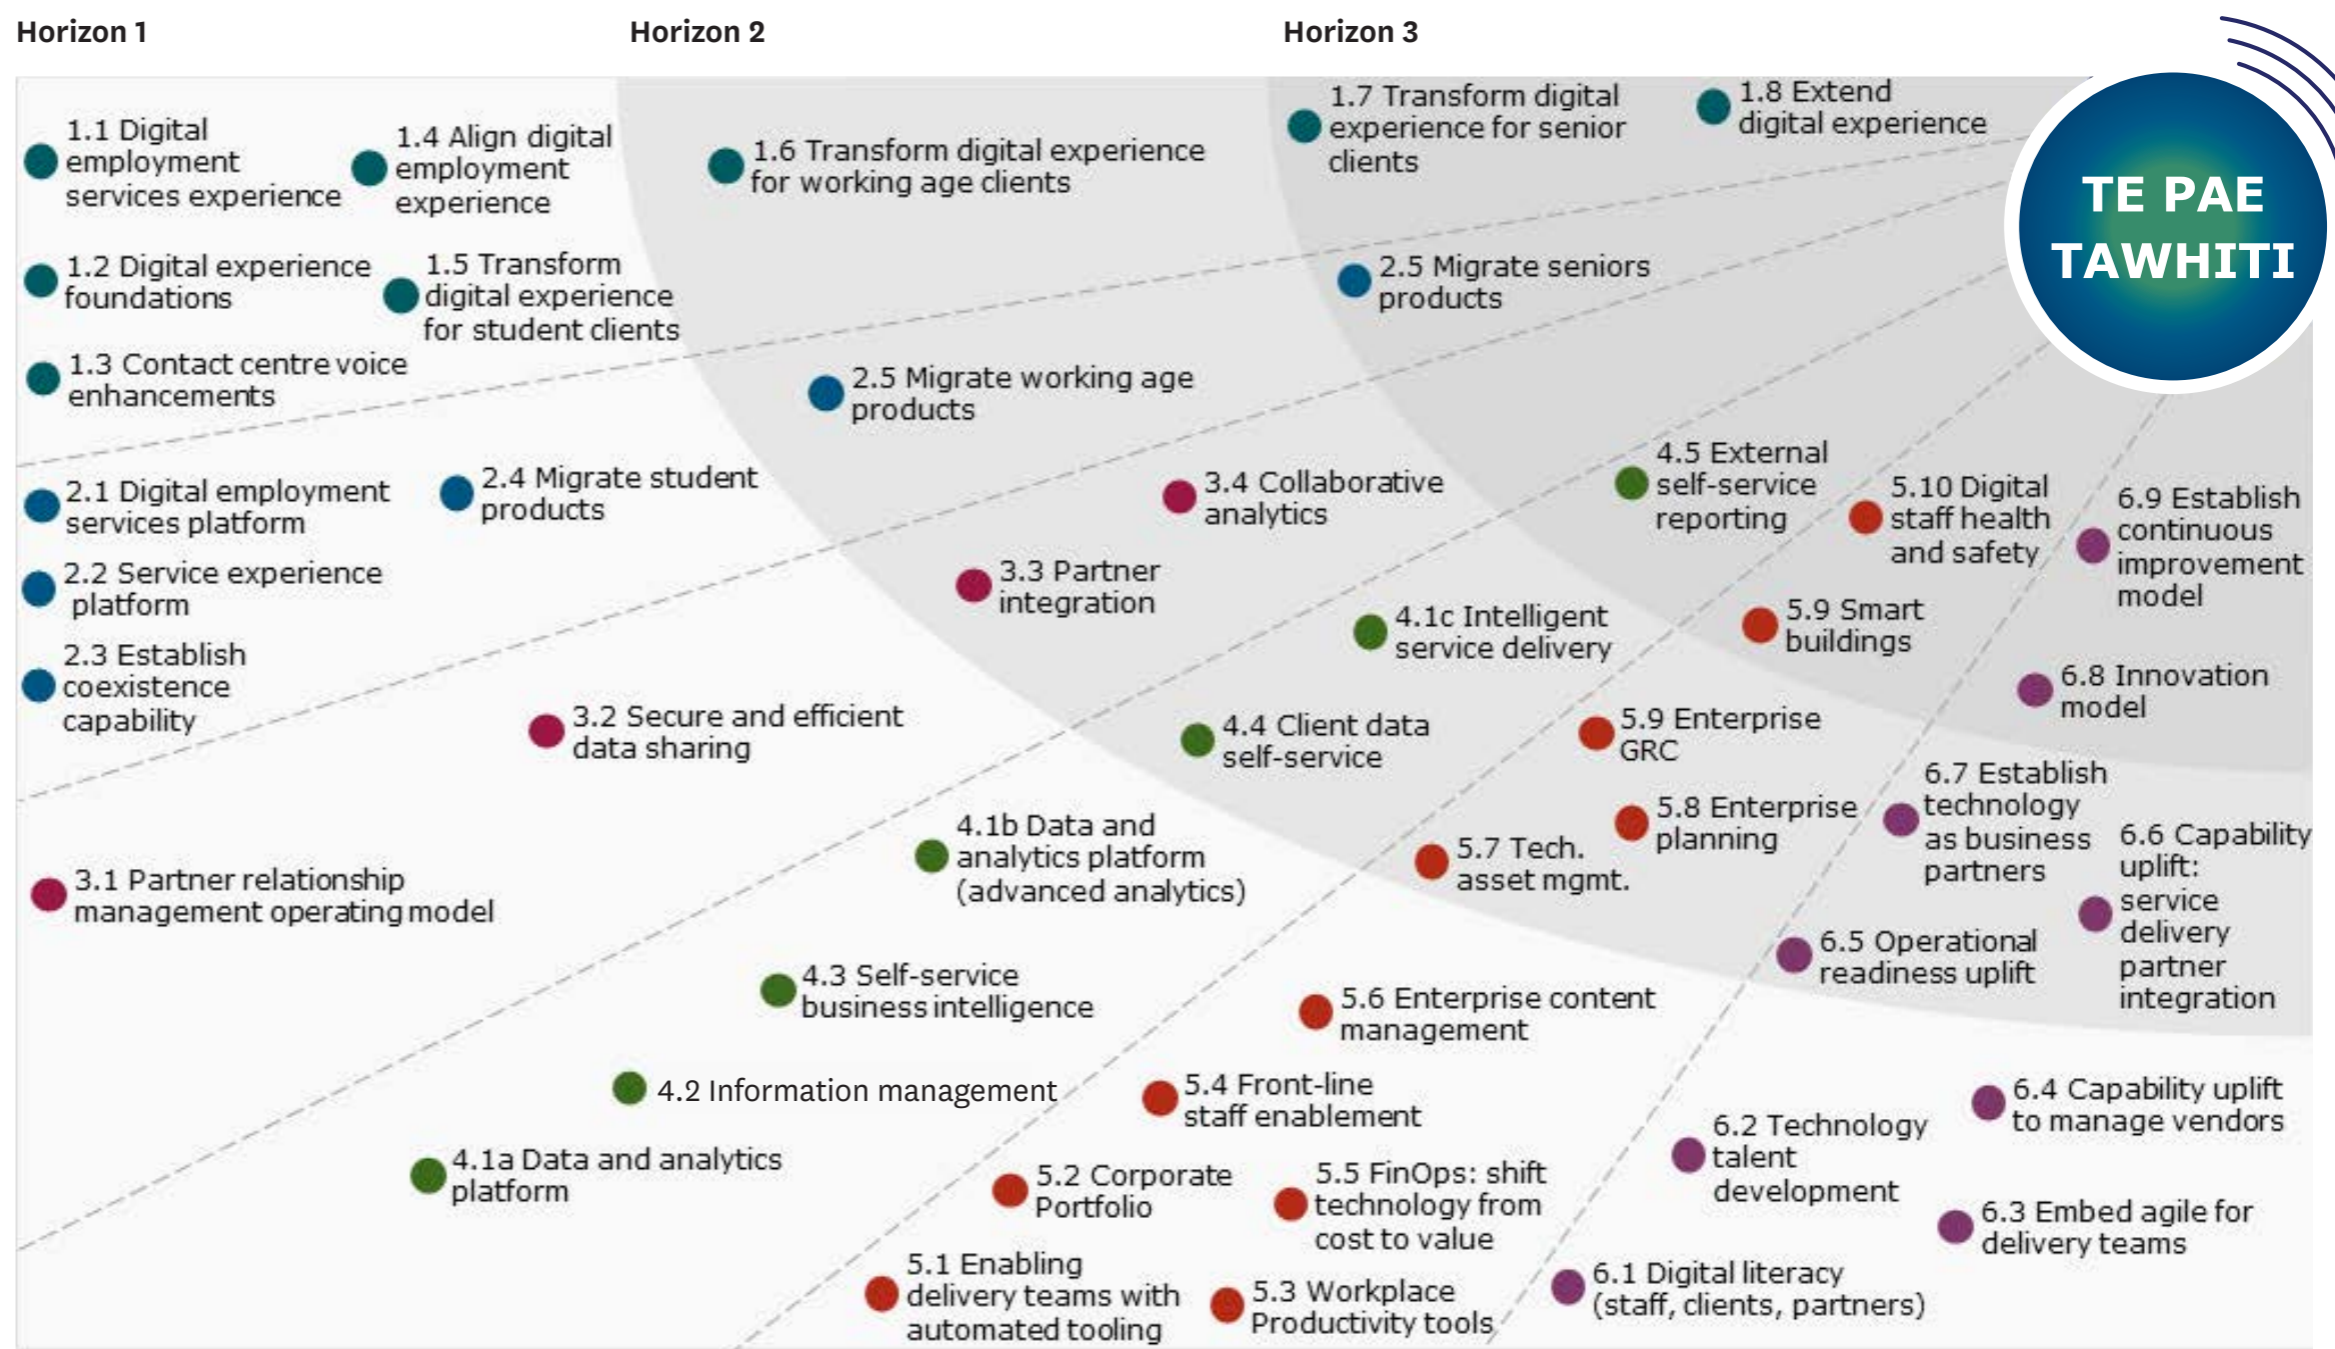 Horizon 1
Horizon 2
Horizon 3
TE PAE
TAWHITI
1.1 Digital
employment
services experience
1.4 Align digital
employment
experience
1.2 Digital experience
foundations
1.5 Transform
digital experience
for student clients
1.3 Contact centre voice
enhancements
1.6 Transform digital experience
for working age clients
1.7 Transform digital
experience for senior
clients
1.8 Extend
digital experience
2.1 Digital employment
services platform
2.2 Service experience
platform
2.3 Establish
coexistence
capability
2.4 Migrate student
products
2.5 Migrate working age
products
2.5 Migrate seniors
products
3.1 Partner relationship
management operating model
3.2 Secure and efficient
data sharing
3.3 Partner
integration
3.4 Collaborative
analytics
4.1a Data and analytics
platform
4.2 Information management
4.3 Self-service
business intelligence
4.1b Data and
analytics platform
(advanced analytics)
4.4 Client data
self-service
4.1c Intelligent
service delivery
4.5 External
self-service
reporting
5.1 Enabling
delivery teams with
automated tooling
5.2 Corporate
Portfolio
5.3 Workplace
Productivity tools
5.4 Front-line
staff enablement
5.5 FinOps: shift
technology from
cost to value
5.6 Enterprise content
management
5.7 Tech.
asset mgmt.
5.8 Enterprise
planning
5.9 Enterprise
GRC
5.9 Smart
buildings
5.10 Digital
staff health
and safety
6.1 Digital literacy
(staff, clients, partners)
6.2 Technology
talent
development
6.3 Embed agile for
delivery teams
6.4 Capability uplift
to manage vendors
6.5 Operational
readiness uplift
6.6 Capability
uplift:
service
delivery
partner
integration
6.7 Establish
technology
as business
partners
6.8 Innovation
model
6.9 Establish
continuous
improvement
model